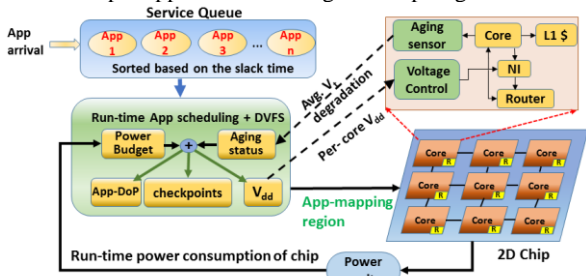 Service Queue
App
arrival
App
1
App
2
App
3
...
App
n
Sorted based on the slack time
Aging
sensor
Core
L1 $
Voltage
Control
NI
Router
Avg. Vₜ
degradation
Per- core V_dd
Run-time App scheduling + DVFS
Power
Budget
+
Aging
status
App-DoP
checkpoints
V_dd
App-mapping
region
Core
R
Core
R
Core
R
Core
R
Core
R
Core
R
Core
R
Core
R
Core
R
2D Chip
Run-time power consumption of chip
Power